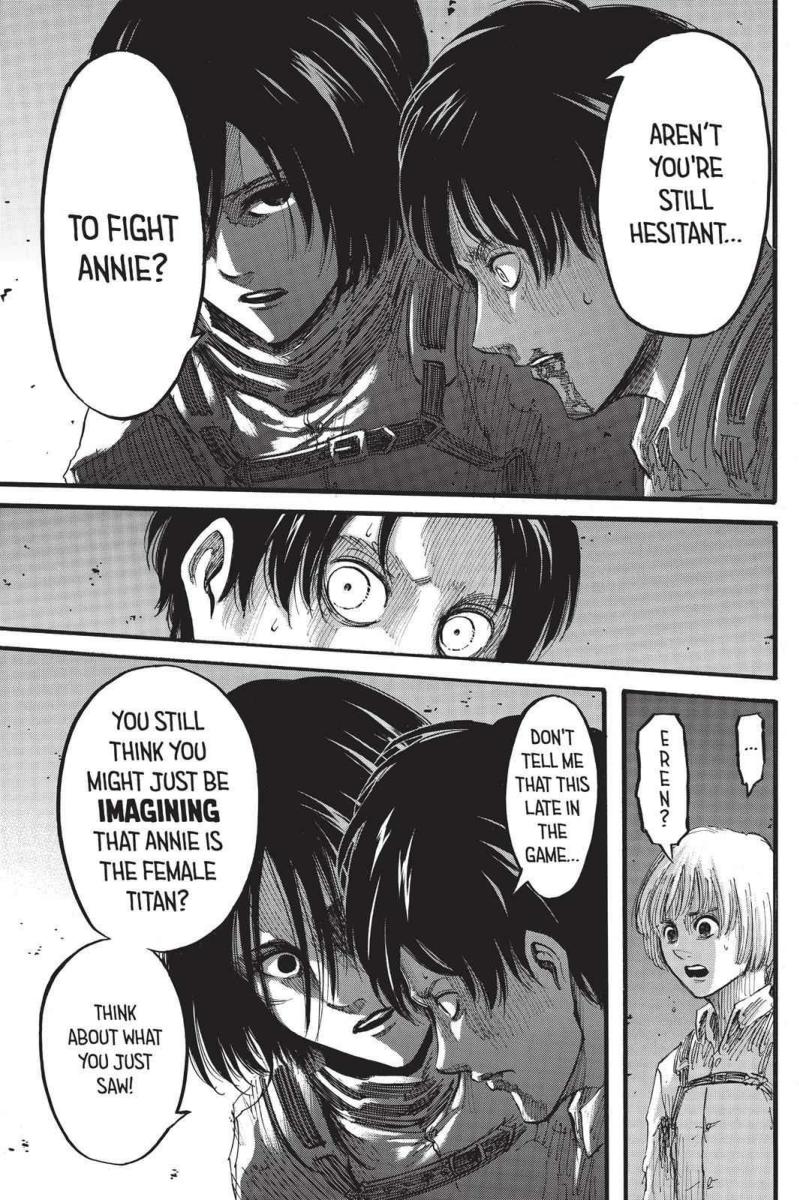 AREN'T
YOU'RE
STILL
HESITANT...
TO FIGHT
ANNIE?
...
EREN?
DON'T
TELL ME
THAT THIS
LATE IN
THE
GAME...
YOU STILL
THINK YOU
MIGHT JUST BE
IMAGINING
THAT ANNIE IS
THE FEMALE
TITAN?
THINK
ABOUT WHAT
YOU JUST
SAW!